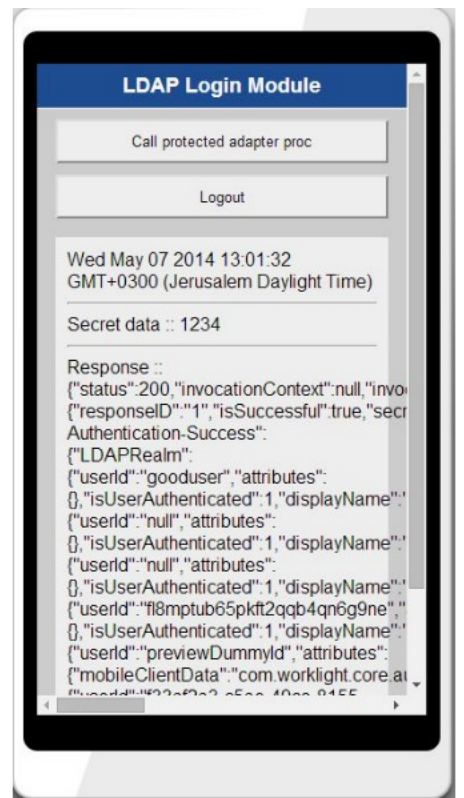 LDAP Login Module
Call protected adapter proc
Logout
Wed May 07 2014 13:01:32
GMT+0300 (Jerusalem Daylight Time)
Secret data :: 1234
Response ::
{"status":200,"invocationContext":null,"invo
{"responseID":"1","isSuccessful":true,"secr
Authentication-Success":
{"LDAPRealm":
{"userId":"gooduser","attributes":
{},"isUserAuthenticated":1,"displayName":"
{"userId":"null","attributes":
{},"isUserAuthenticated":1,"displayName":"
{"userId":"null","attributes":
{},"isUserAuthenticated":1,"displayName":"
{"userId":"fl8mptub65pkft2qqb4qn6g9ne","
{},"isUserAuthenticated":1,"displayName":"
{"userId":"previewDummyId","attributes":
{"mobileClientData":"com.worklight.core.au